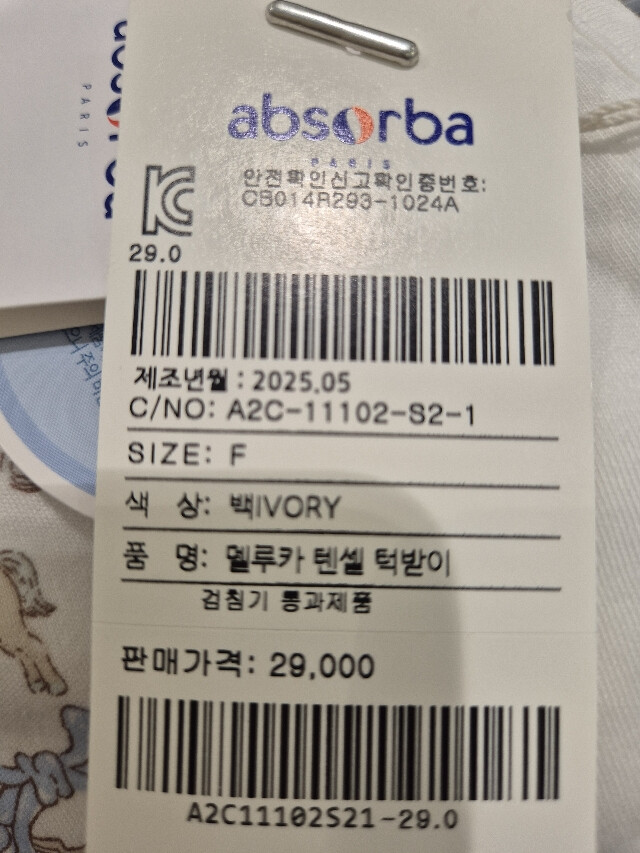 absorba
PARIS
absorba
PARIS
안전확인신고확인증번호:
CB014R293-1024A
29.0
제조년월 : 2025.05
C/NO: A2C-11102-S2-1
SIZE: F
색 상: 백IVORY
품 명: 멜루카 텐셀 턱받이
검침기 통과제품
판매가격: 29,000
A2C11102S21-29.0